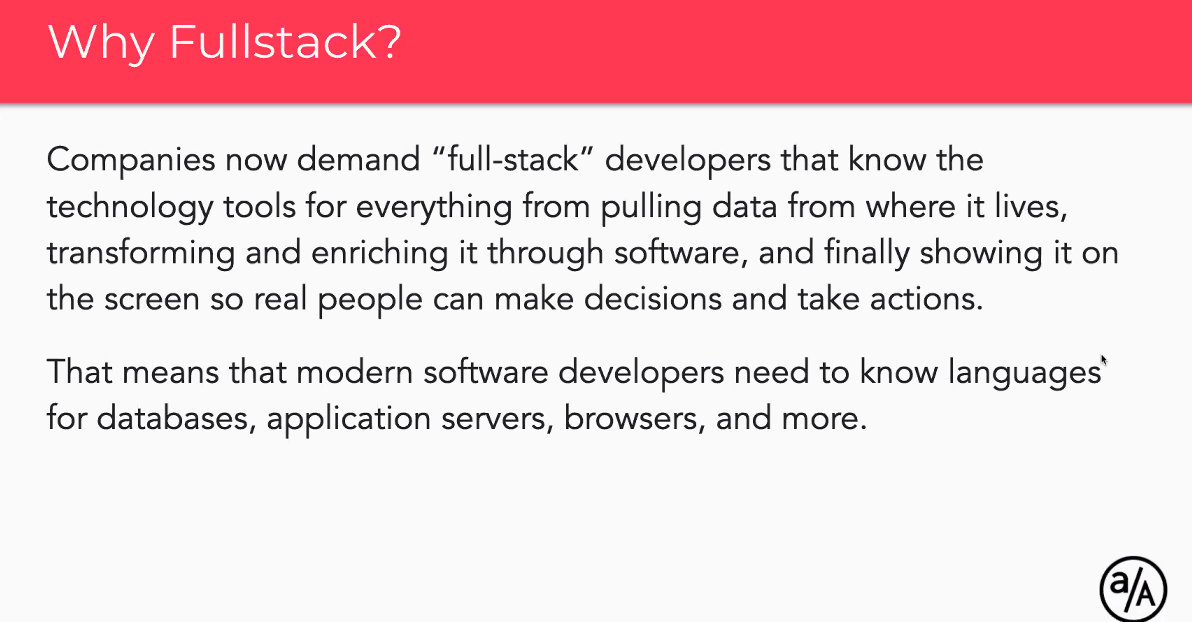 Why Fullstack?
Companies now demand “full-stack” developers that know the
technology tools for everything from pulling data from where it lives,
transforming and enriching it through software, and finally showing it on
the screen so real people can make decisions and take actions.
That means that modern software developers need to know languages
for databases, application servers, browsers, and more.
a/A